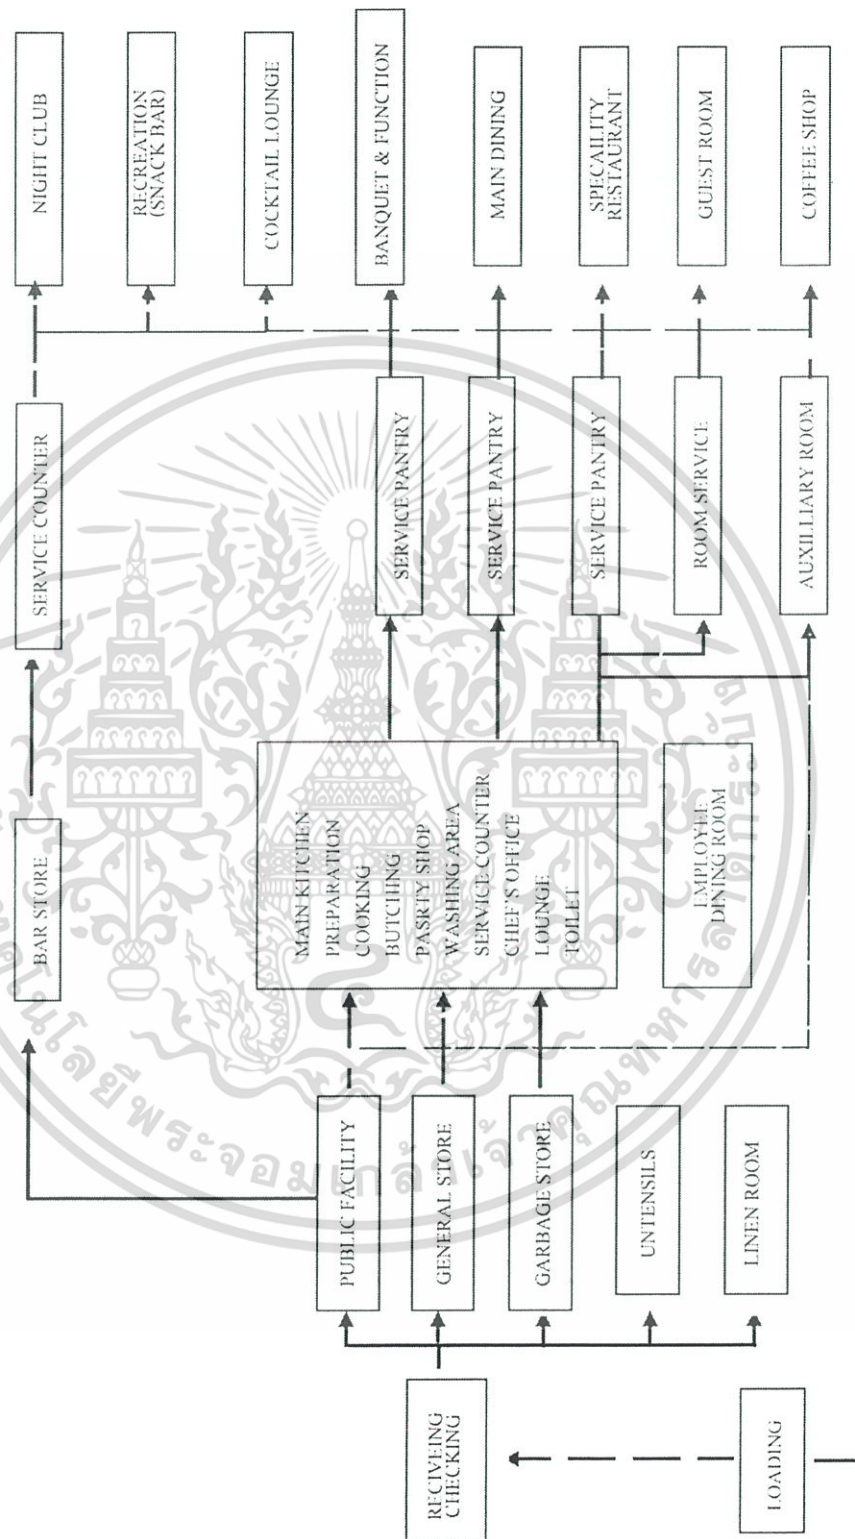 LOADING
RECIVEING
CHECKING
PUBLIC FACILITY
GENERAL STORE
GARBAGE STORE
UNTENSILS
LINEN ROOM
BAR STORE
MAIN KITCHEN
PREPARATION
COOKING
BUTCHING
PASRTY SHOP
WASHING AREA
SERVICE COUNTER
CHEF'S OFFICE
LOUNGE
TOILET
EMPLOYEE
DINING ROOM
SERVICE COUNTER
SERVICE PANTRY
SERVICE PANTRY
SERVICE PANTRY
ROOM SERVICE
AUXILLIARY ROOM
NIGHT CLUB
RECREATION
(SNACK BAR)
COCKTAIL LOUNGE
BANQUET & FUNCTION
MAIN DINING
SPECAILITY
RESTAURANT
GUEST ROOM
COFFEE SHOP